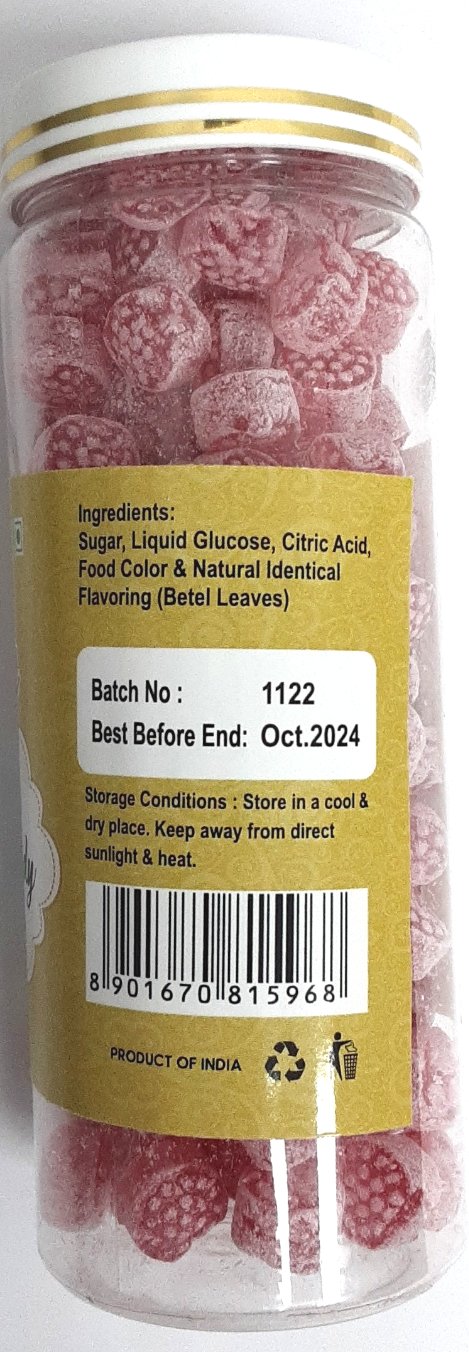 Ingredients:
Sugar, Liquid Glucose, Citric Acid,
Food Color & Natural Identical
Flavoring (Betel Leaves)
Batch No : 1122
Best Before End: Oct.2024
Storage Conditions : Store in a cool &
dry place. Keep away from direct
sunlight & heat.
8 901670 815968
PRODUCT OF INDIA